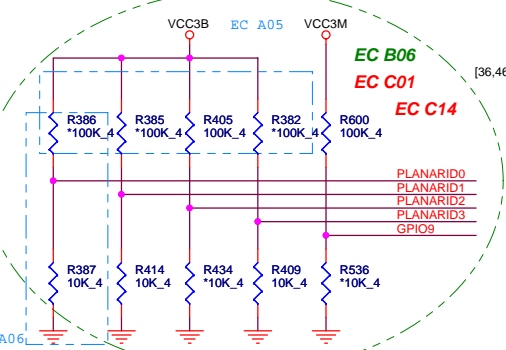 VCC3B EC A05 VCC3M
EC B06
[36,46
EC C01
EC C14
R386 R385 R405 R382 R600
*100K_4 *100K_4 100K_4 *100K_4 100K_4
PLANARID0
PLANARID1
PLANARID2
PLANARID3
GPIO9
R387 R414 R434 R409 R536
10K_4 10K_4 *10K_4 10K_4 *10K_4
A06